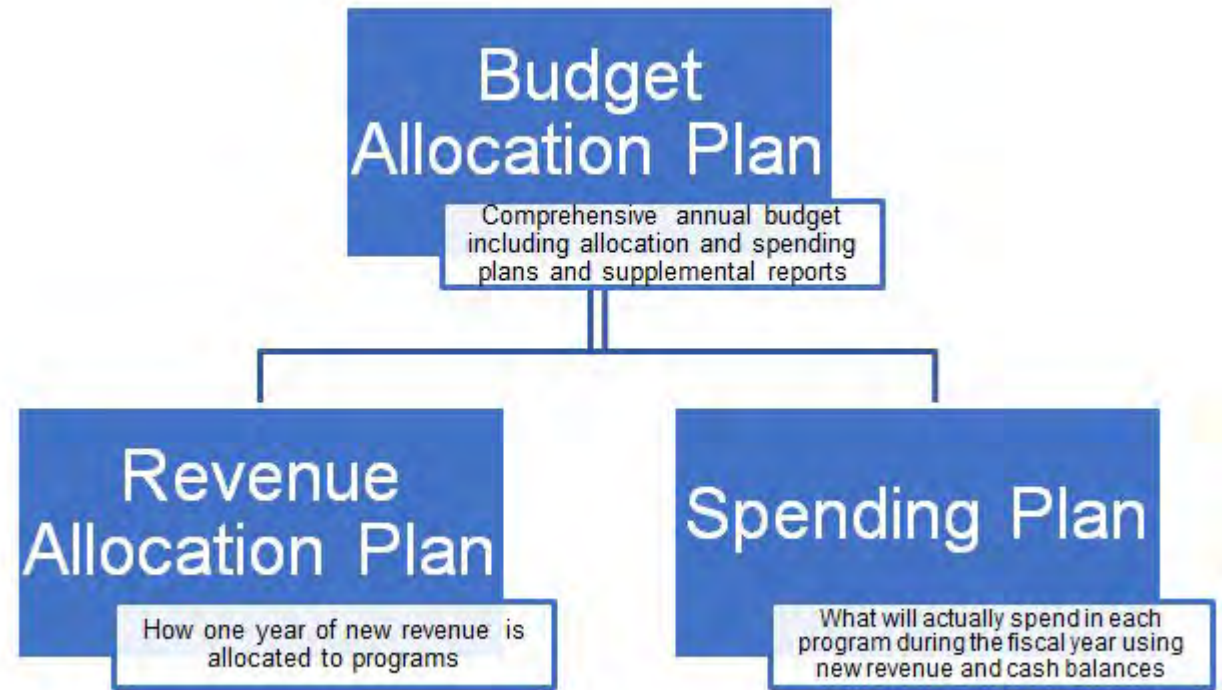 Budget
Allocation Plan
Comprehensive annual budget
including allocation and spending
plans and supplemental reports
Revenue
Allocation Plan
How one year of new revenue is
allocated to programs
Spending Plan
What will actually spend in each
program during the fiscal year using
new revenue and cash balances